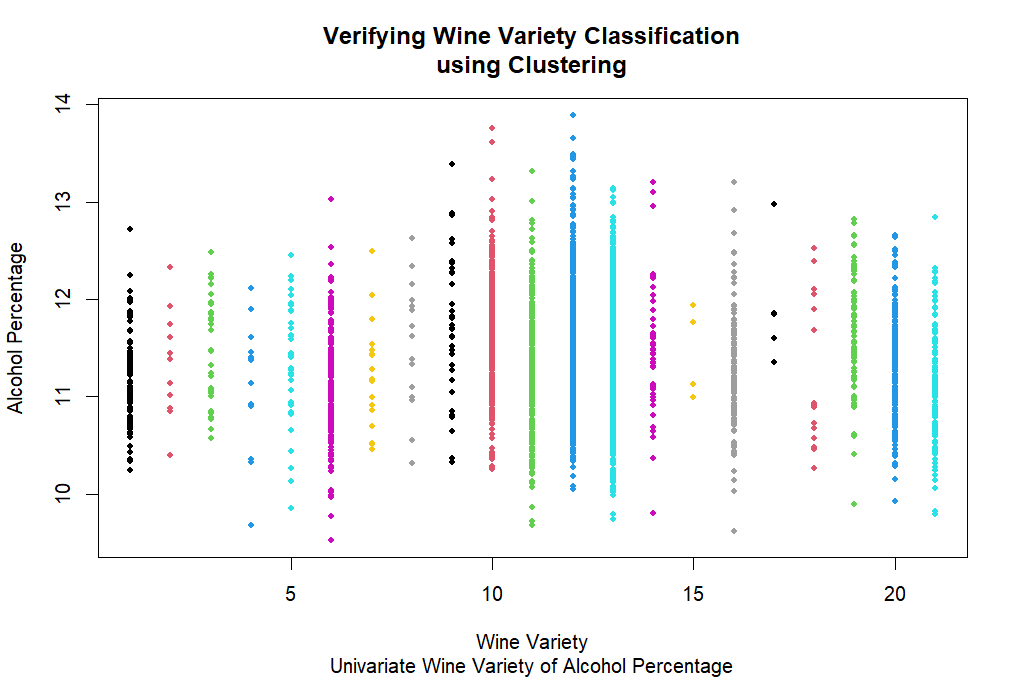 Verifying Wine Variety Classification
using Clustering
Alcohol Percentage
14
13
12
11
10
5
10
15
20
Wine Variety
Univariate Wine Variety of Alcohol Percentage